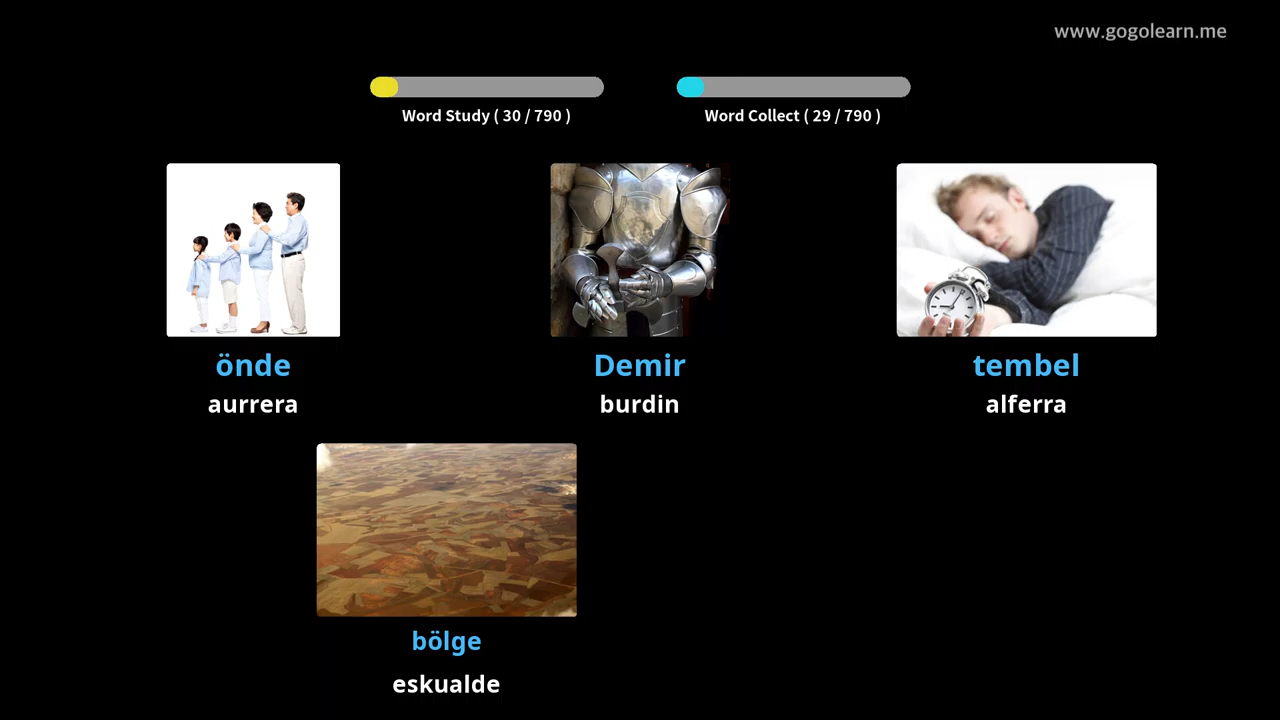 www.gogolearn.me
Word Study ( 30 / 790 )
Word Collect ( 29 / 790 )
önde
aurrera
Demir
burdin
tembel
alferra
bölge
eskualde